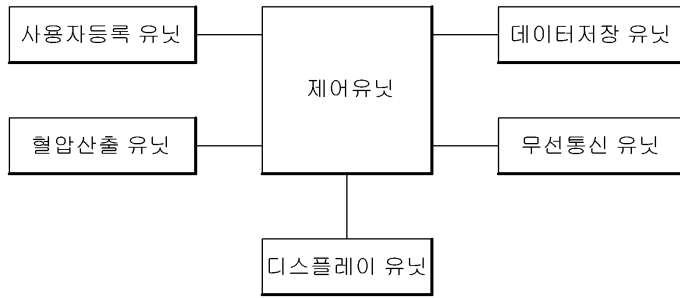 사용자등록 유닛
제어유닛
데이터저장 유닛
혈압산출 유닛
무선통신 유닛
디스플레이 유닛